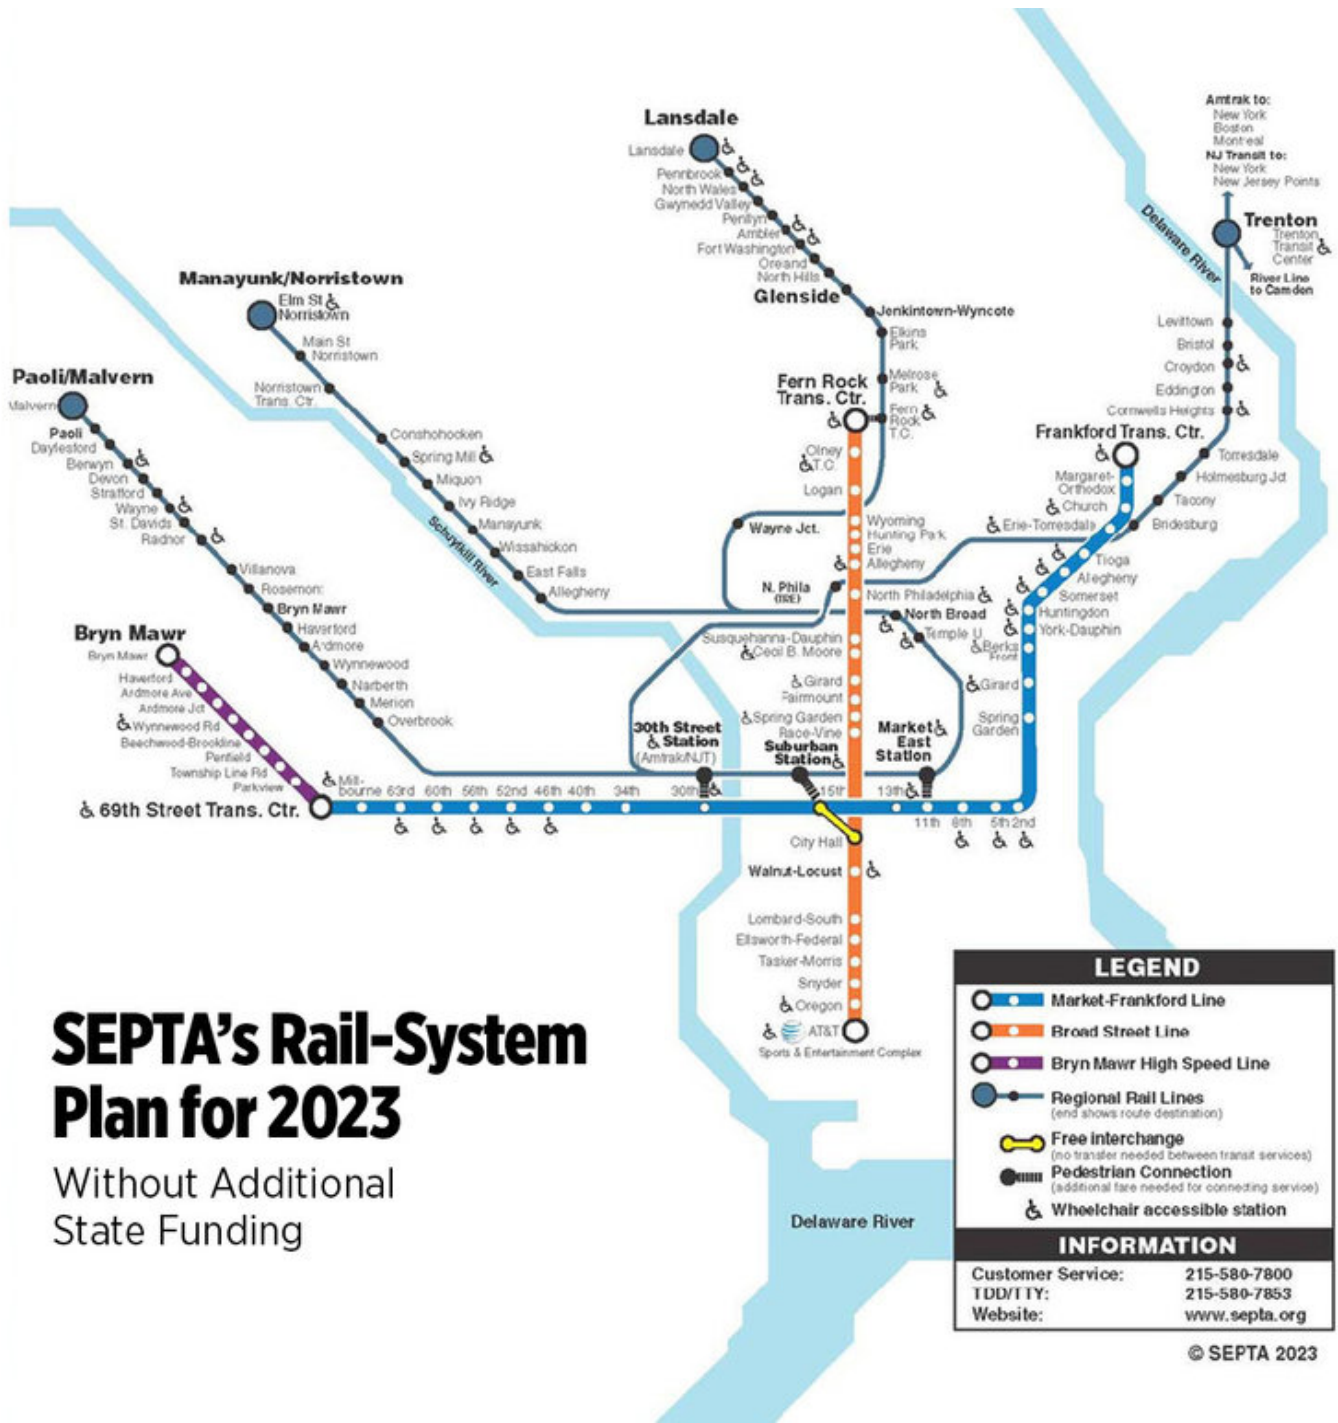 Amtrak to:
New York
Boston
Montreal
NJ Transit to:
New York
New Jersey Points
Trenton
Trenton
Transit
Center
River Line
to Camden
Delaware River
Levittown
Bristol
Croydon
Eddington
Cornwells Heights
Torresdale
Holmesburg Jct
Tacony
Bridesburg
Lansdale
Lansdale
Pennbrook
North Wales
Gwynedd Valley
Penllyn
Ambler
Fort Washington
Oreland
North Hills
Glenside
Jenkintown-Wyncote
Elkins
Park
Melrose
Park
Fern
Rock
T.C.
Manayunk/Norristown
Elm St
Norristown
Main St
Norristown
Norristown
Trans. Ctr.
Conshohocken
Spring Mill
Miquon
Ivy Ridge
Manayunk
Wissahickon
East Falls
Allegheny
Schuylkill River
Paoli/Malvern
Malvern
Paoli
Daylesford
Berwyn
Devon
Strafford
Wayne
St. Davids
Radnor
Villanova
Rosemont
Bryn Mawr
Haverford
Ardmore
Wynnewood
Narberth
Merion
Overbrook
Bryn Mawr
Bryn Mawr
Haverford
Ardmore Ave
Ardmore Jct
Wynnewood Rd
Beechwood-Brookline
Penfield
Township Line Rd
Parkview
69th Street Trans. Ctr.
Mill-
bourne 63rd 60th 56th 52nd 46th 40th 34th 30th 15th 13th
11th 8th 5th 2nd
Fern Rock
Trans. Ctr.
Olney
T.C.
Logan
Wyoming
Hunting Park
Erie
Allegheny
Wayne Jct.
N. Phila
(TRE)
North Philadelphia
North Broad
Temple U
Susquehanna-Dauphin
Cecil B. Moore
Girard
Fairmount
Spring Garden
Race-Vine
30th Street
Station
(Amtrak/NJT)
Suburban
Station
Market
East
Station
City Hall
Walnut-Locust
Lombard-South
Ellsworth-Federal
Tasker-Morris
Snyder
Oregon
AT&T
Sports & Entertainment Complex
Frankford Trans. Ctr.
Margaret-
Orthodox
Church
Erie-Torresdale
Tioga
Allegheny
Somerset
Huntingdon
York-Dauphin
Berks
Front
Girard
Spring
Garden
SEPTA's Rail-System
Plan for 2023
Without Additional
State Funding
Delaware River
LEGEND
Market-Frankford Line
Broad Street Line
Bryn Mawr High Speed Line
Regional Rail Lines
(end shows route destination)
Free interchange
(no transfer needed between transit services)
Pedestrian Connection
(additional fare needed for connecting service)
Wheelchair accessible station
INFORMATION
Customer Service: 215-580-7800
TDD/TTY: 215-580-7853
Website: www.septa.org
© SEPTA 2023